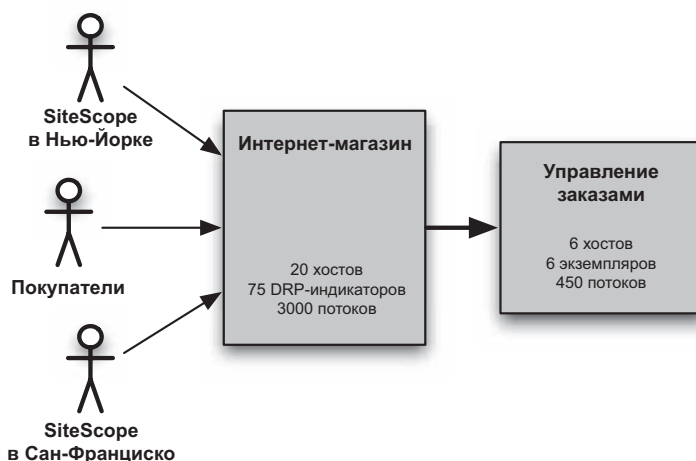 SiteScope
в Нью-Йорке
Покупатели
SiteScope
в Сан-Франциско
Интернет-магазин
20 хостов
75 DRP-индикаторов
3000 потоков
Управление
заказами
6 хостов
6 экземпляров
450 потоков